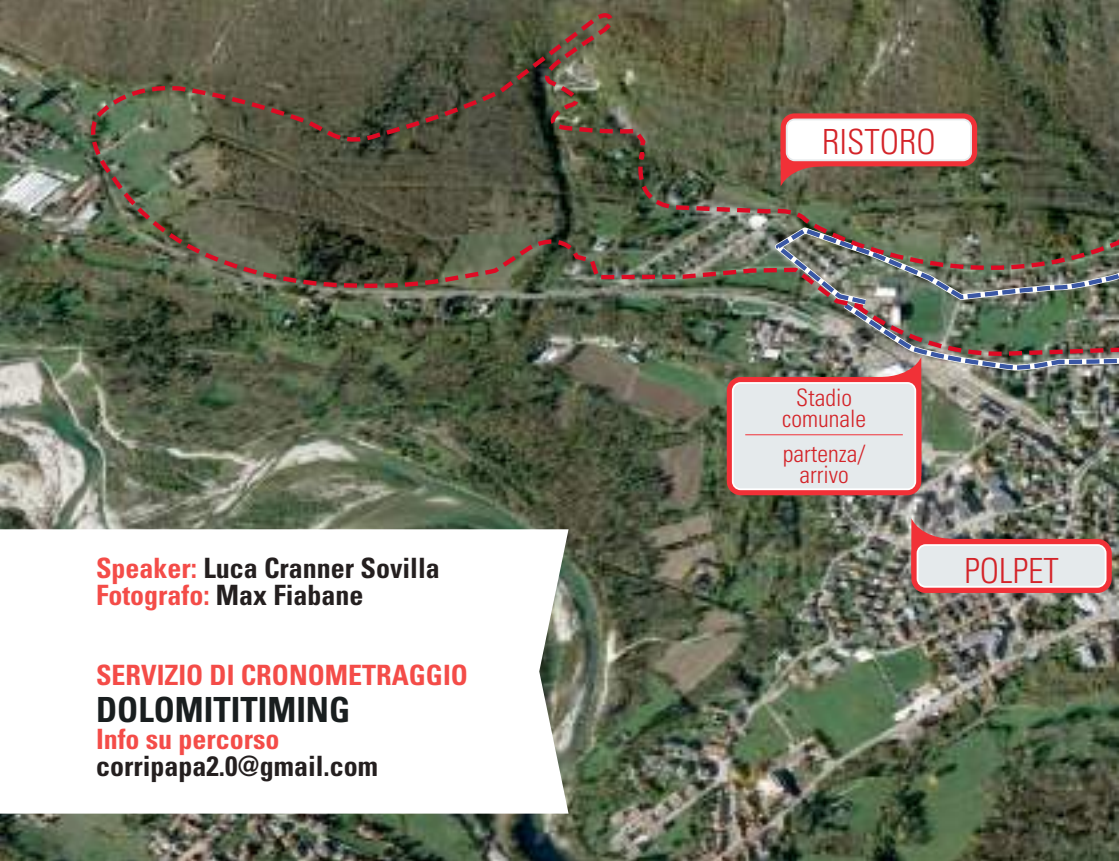 RISTORO
Stadio
comunale
partenza/
arrivo
POLPET
Speaker: Luca Cranner Sovilla
Fotografo: Max Fiabane
SERVIZIO DI CRONOMETRAGGIO
DOLOMITITIMING
Info su percorso
corripapa2.0@gmail.com